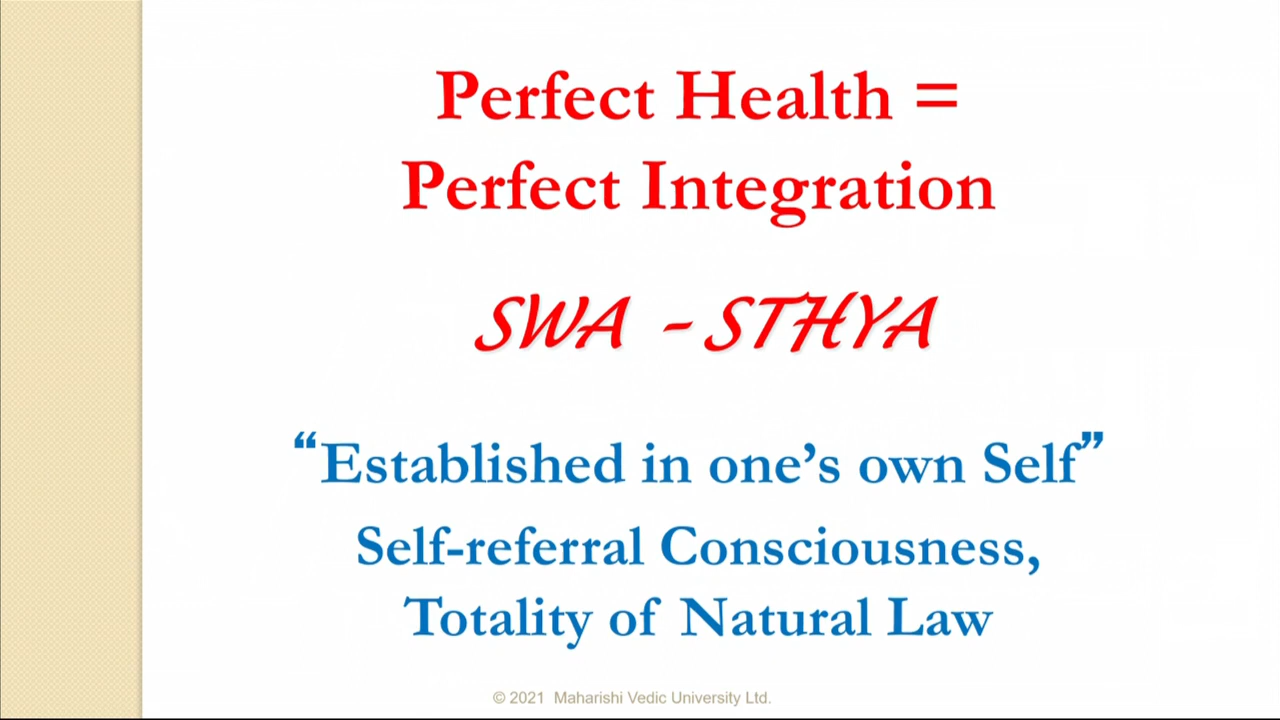 Perfect Health =
Perfect Integration
SWA - STHYA
“Established in one’s own Self”
Self-referral Consciousness,
Totality of Natural Law
© 2021 Maharishi Vedic University Ltd.